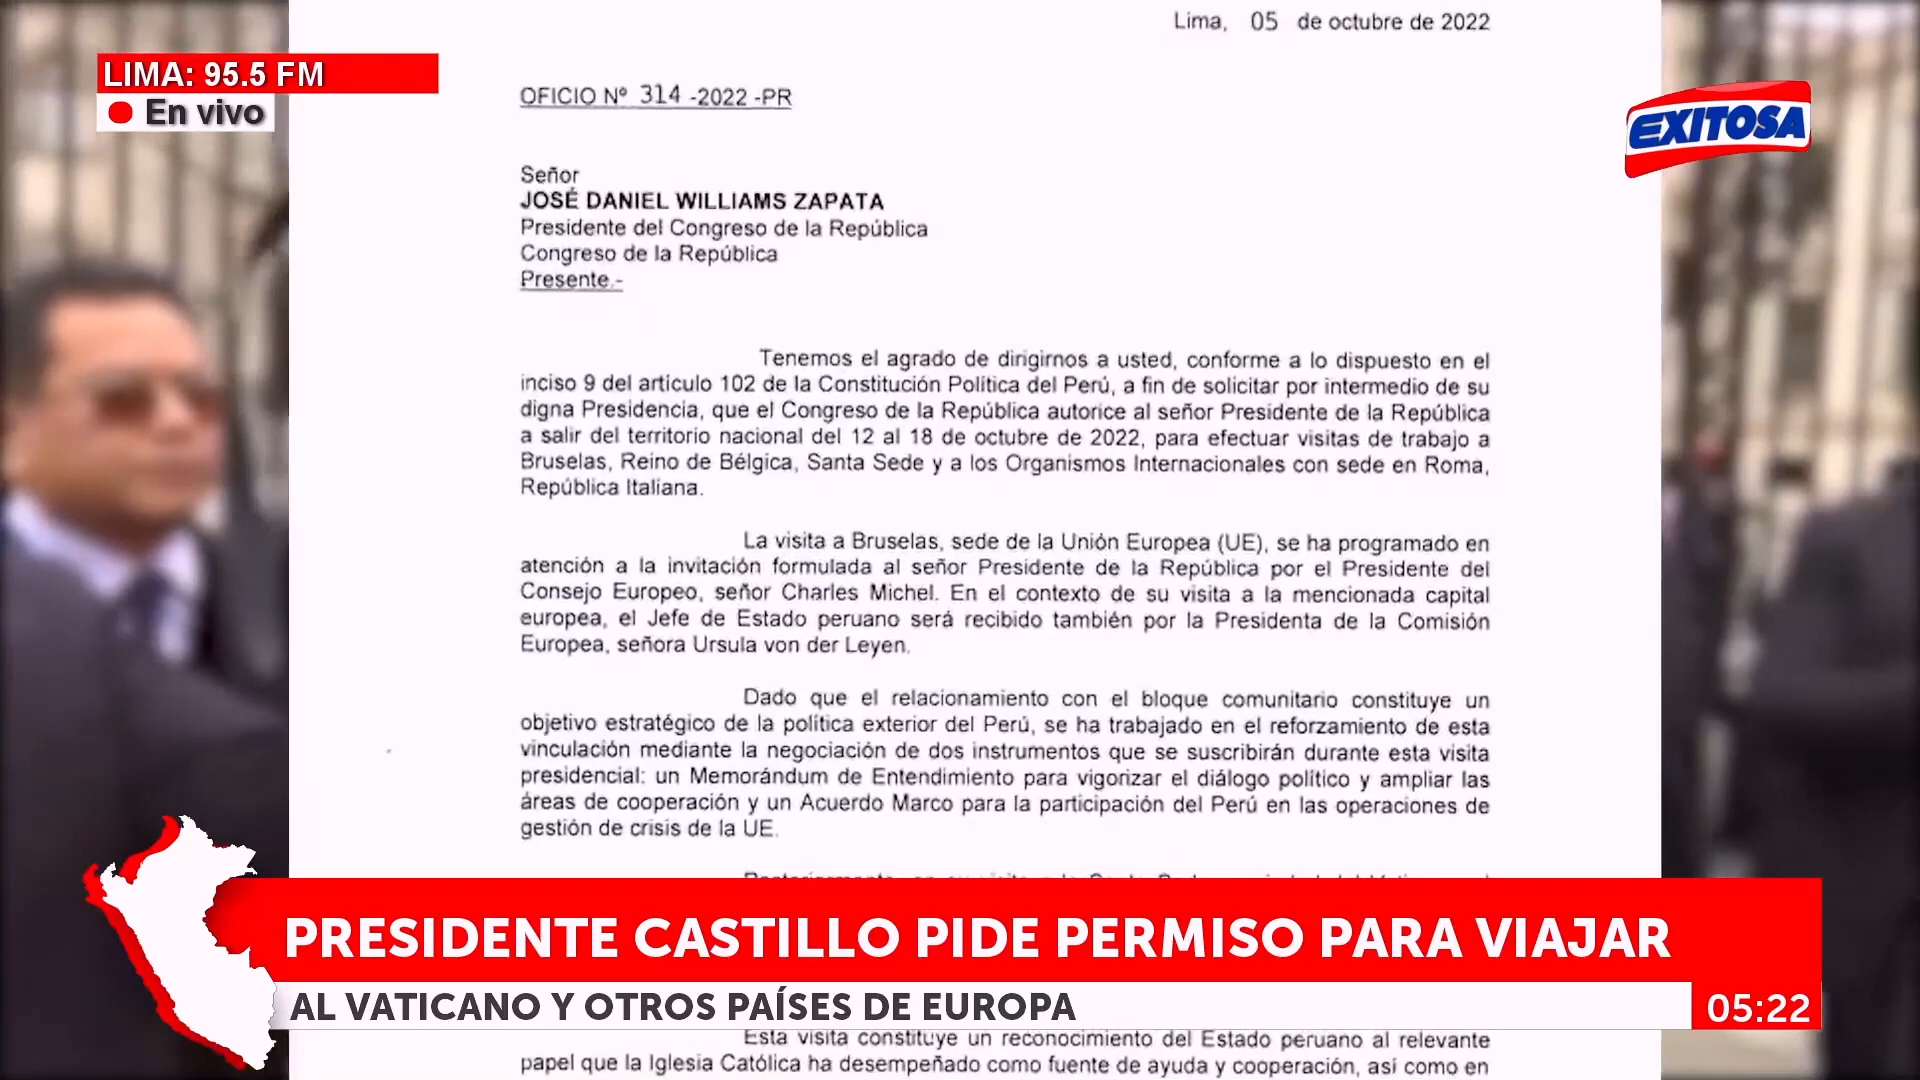 Lima, 05 de octubre de 2022
LIMA: 95.5 FM
En vivo
OFICIO Nº 314 -2022 -PR
EXITOSA
Señor
JOSÉ DANIEL WILLIAMS ZAPATA
Presidente del Congreso de la República
Congreso de la República
Presente.-
Tenemos el agrado de dirigirnos a usted, conforme a lo dispuesto en el
inciso 9 del artículo 102 de la Constitución Política del Perú, a fin de solicitar por intermedio de su
digna Presidencia, que el Congreso de la República autorice al señor Presidente de la República
a salir del territorio nacional del 12 al 18 de octubre de 2022, para efectuar visitas de trabajo a
Bruselas, Reino de Bélgica, Santa Sede y a los Organismos Internacionales con sede en Roma,
República Italiana.
La visita a Bruselas, sede de la Unión Europea (UE), se ha programado en
atención a la invitación formulada al señor Presidente de la República por el Presidente del
Consejo Europeo, señor Charles Michel. En el contexto de su visita a la mencionada capital
europea, el Jefe de Estado peruano será recibido también por la Presidenta de la Comisión
Europea, señora Ursula von der Leyen.
Dado que el relacionamiento con el bloque comunitario constituye un
objetivo estratégico de la política exterior del Perú, se ha trabajado en el reforzamiento de esta
vinculación mediante la negociación de dos instrumentos que se suscribirán durante esta visita
presidencial: un Memorándum de Entendimiento para vigorizar el diálogo político y ampliar las
áreas de cooperación y un Acuerdo Marco para la participación del Perú en las operaciones de
gestión de crisis de la UE.
PRESIDENTE CASTILLO PIDE PERMISO PARA VIAJAR
AL VATICANO Y OTROS PAÍSES DE EUROPA
05:22
Esta visita constituye un reconocimiento del Estado peruano al relevante
papel que la Iglesia Católica ha desempeñado como fuente de ayuda y cooperación, así como en